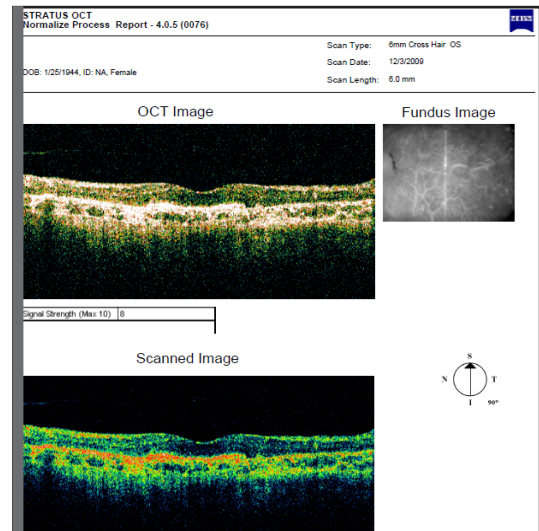 STRATUS OCT
Normalize Process Report - 4.0.5 (0076)
ZEISS
Scan Type: 6mm Cross Hair OS
Scan Date: 12/3/2009
DOB: 1/25/1944, ID: NA, Female
Scan Length: 6.0 mm
OCT Image
Fundus Image
Signal Strength (Max 10) 8
Scanned Image
S
N T
I 90°